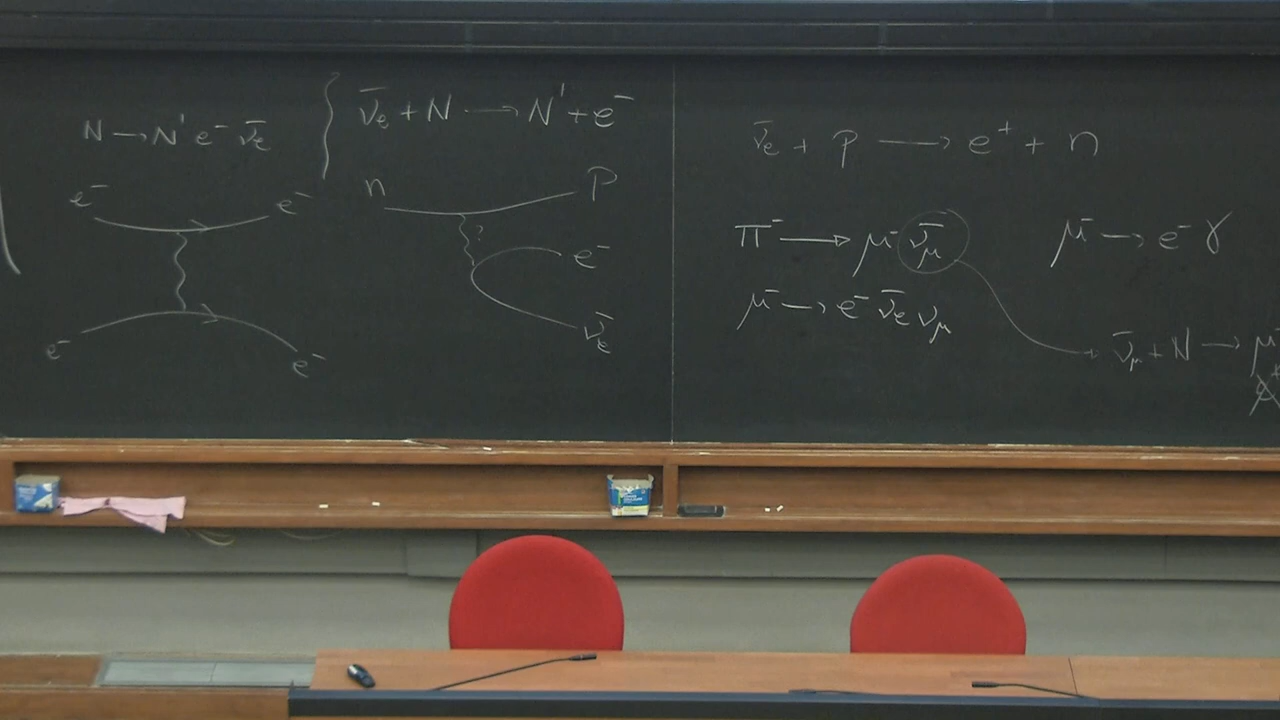 N → N' e⁻ ν̄e
ν̄e + N → N' + e⁻
e⁻ e⁻
e⁻ e⁻
n P
?
e⁻
ν̄e
ν̄e + p → e⁺ + n
π⁻ → μ⁻ ν̄μ
μ⁻ → e⁻ γ
μ⁻ → e⁻ ν̄e νμ
ν̄μ + N → μ